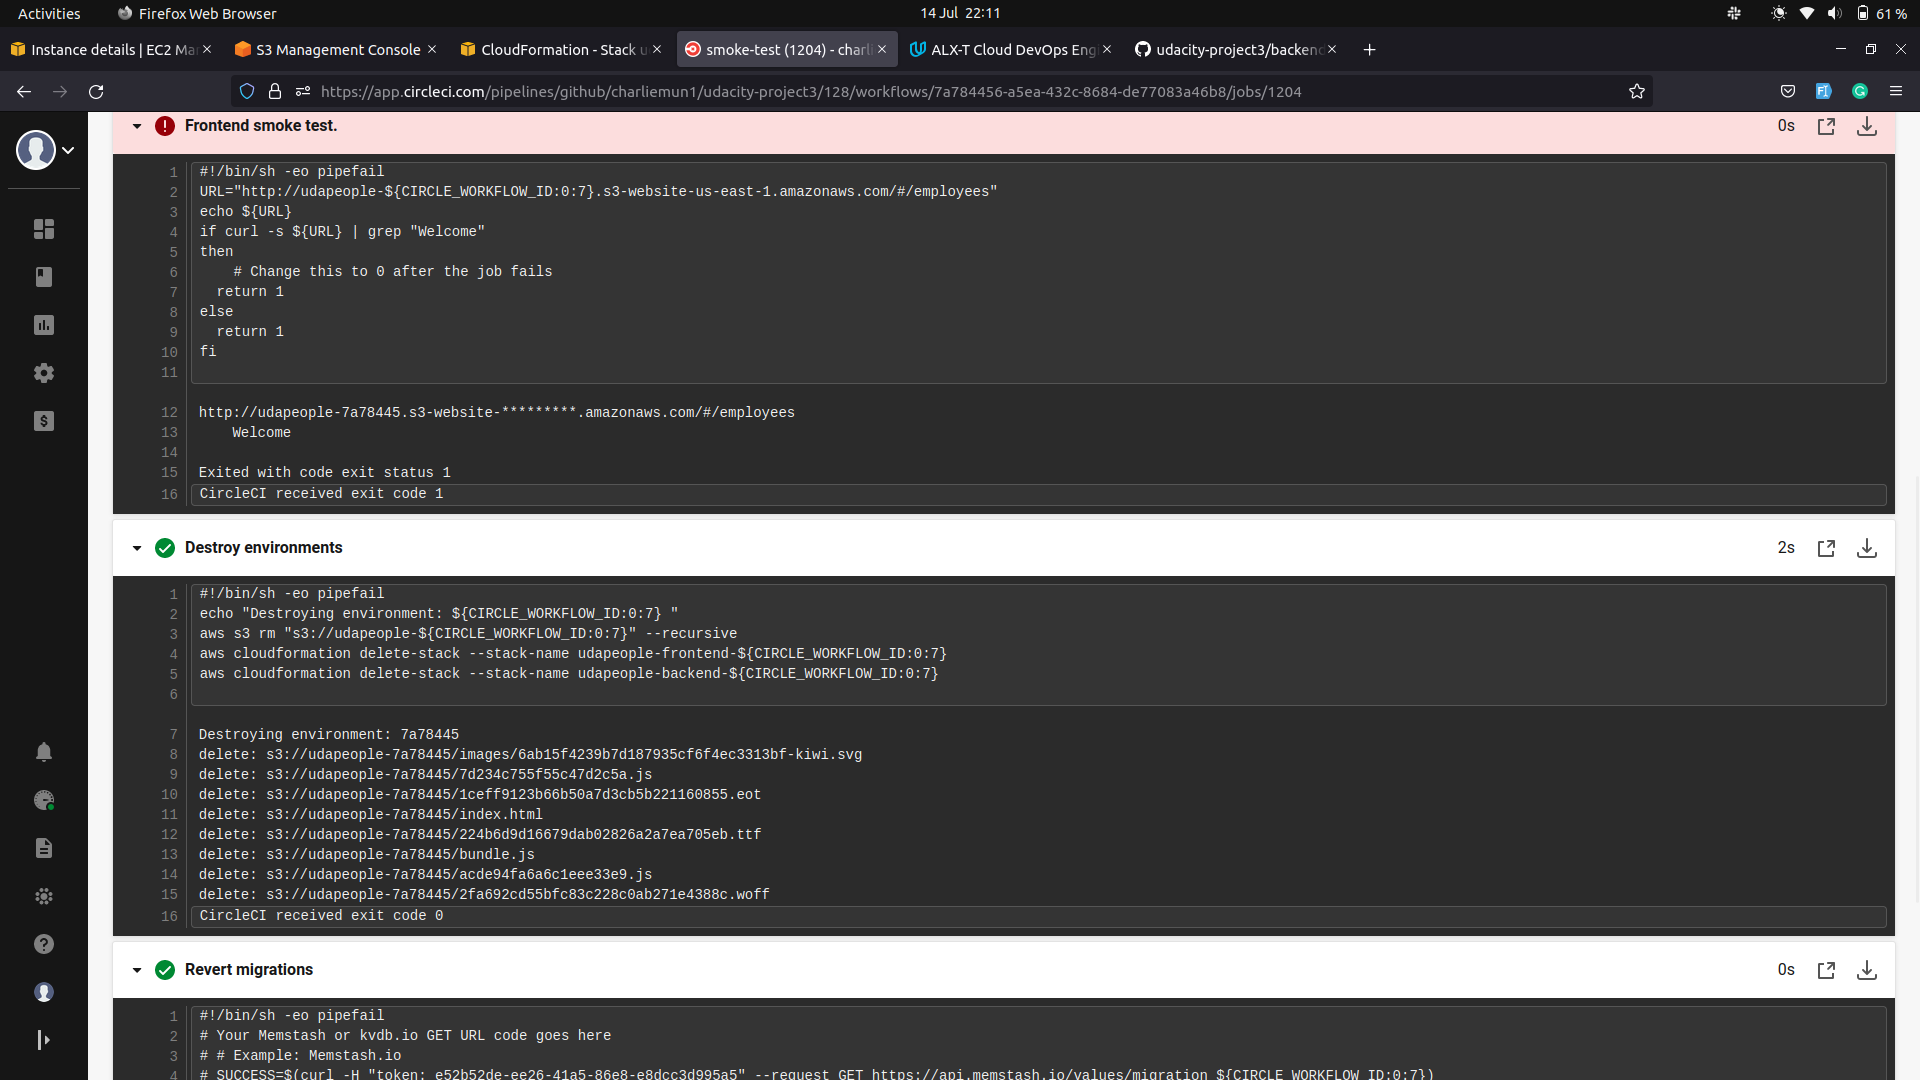 Activities
Firefox Web Browser
14 Jul 22:11
61 %
Instance details | EC2 Ma
S3 Management Console
CloudFormation - Stack u
smoke-test (1204) - charli
ALX-T Cloud DevOps Eng
udacity-project3/backend
https://app.circleci.com/pipelines/github/charliemun1/udacity-project3/128/workflows/7a784456-a5ea-432c-8684-de77083a46b8/jobs/1204
Frontend smoke test.
0s
1 #!/bin/sh -eo pipefail
2 URL="http://udapeople-${CIRCLE_WORKFLOW_ID:0:7}.s3-website-us-east-1.amazonaws.com/#/employees"
3 echo ${URL}
4 if curl -s ${URL} | grep "Welcome"
5 then
6 # Change this to 0 after the job fails
7 return 1
8 else
9 return 1
10 fi
11
12 http://udapeople-7a78445.s3-website-*********.amazonaws.com/#/employees
13 Welcome
14
15 Exited with code exit status 1
16 CircleCI received exit code 1
Destroy environments
2s
1 #!/bin/sh -eo pipefail
2 echo "Destroying environment: ${CIRCLE_WORKFLOW_ID:0:7} "
3 aws s3 rm "s3://udapeople-${CIRCLE_WORKFLOW_ID:0:7}" --recursive
4 aws cloudformation delete-stack --stack-name udapeople-frontend-${CIRCLE_WORKFLOW_ID:0:7}
5 aws cloudformation delete-stack --stack-name udapeople-backend-${CIRCLE_WORKFLOW_ID:0:7}
6
7 Destroying environment: 7a78445
8 delete: s3://udapeople-7a78445/images/6ab15f4239b7d187935cf6f4ec3313bf-kiwi.svg
9 delete: s3://udapeople-7a78445/7d234c755f55c47d2c5a.js
10 delete: s3://udapeople-7a78445/1ceff9123b66b50a7d3cb5b221160855.eot
11 delete: s3://udapeople-7a78445/index.html
12 delete: s3://udapeople-7a78445/224b6d9d16679dab02826a2a7ea705eb.ttf
13 delete: s3://udapeople-7a78445/bundle.js
14 delete: s3://udapeople-7a78445/acde94fa6a6c1eee33e9.js
15 delete: s3://udapeople-7a78445/2fa692cd55bfc83c228c0ab271e4388c.woff
16 CircleCI received exit code 0
Revert migrations
0s
1 #!/bin/sh -eo pipefail
2 # Your Memstash or kvdb.io GET URL code goes here
3 # # Example: Memstash.io
4 # SUCCESS=$(curl -H "token: e52b52de-ee26-41a5-86e8-e8dcc3d995a5" --request GET https://api.memstash.io/values/migration_${CIRCLE_WORKFLOW_ID:0:7})